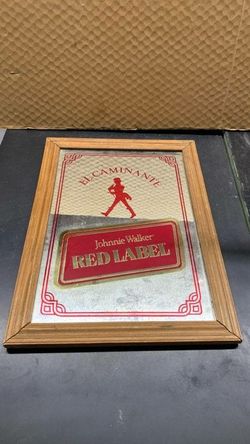 EL CAMINANTE
Johnnie Walker
RED LABEL